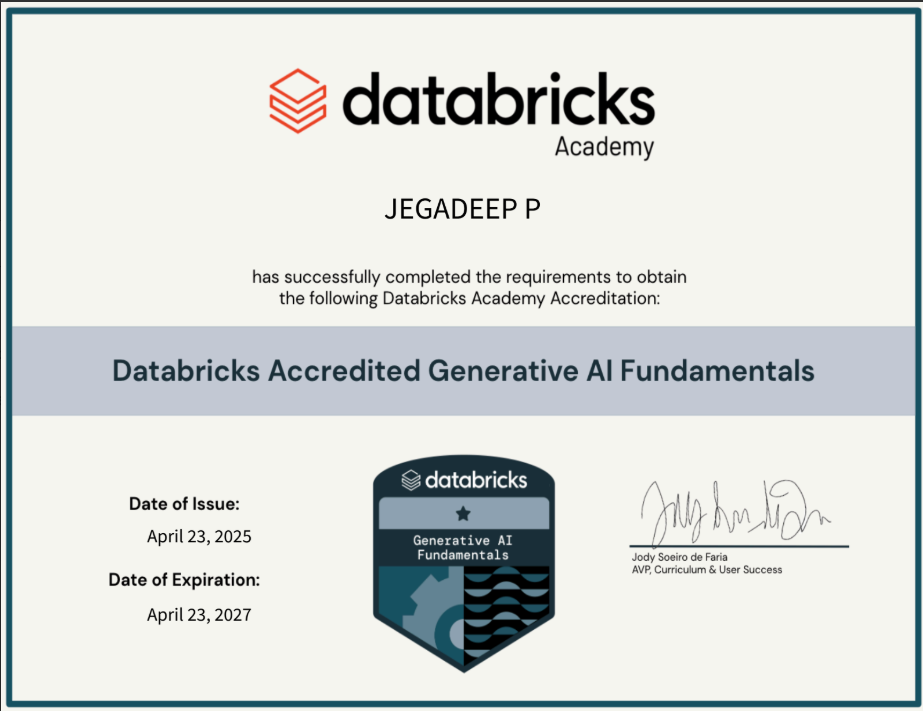 databricks
Academy
JEGADEEP P
has successfully completed the requirements to obtain
the following Databricks Academy Accreditation:
Databricks Accredited Generative AI Fundamentals
Date of Issue:
April 23, 2025
Date of Expiration:
April 23, 2027
databricks
Generative AI
Fundamentals
Jody Soeiro de Faria
AVP, Curriculum & User Success